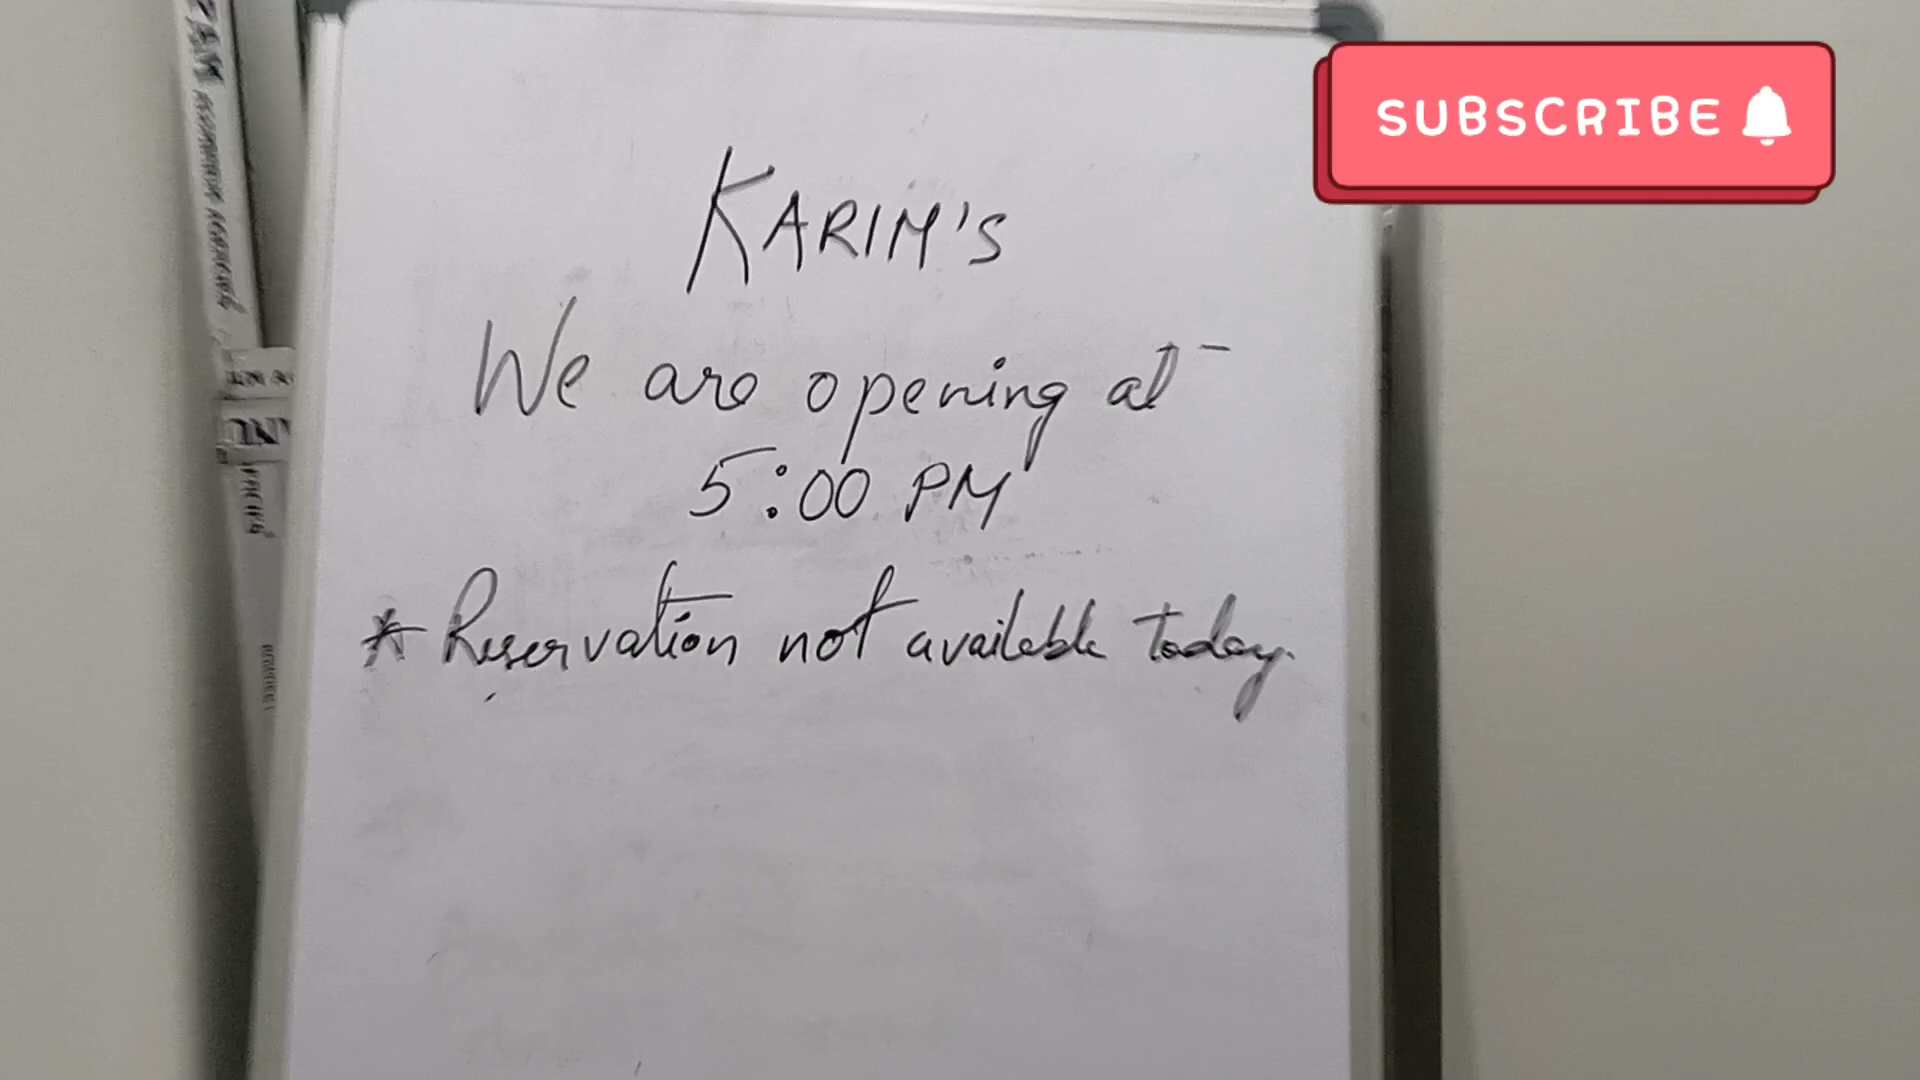 SUBSCRIBE
KARIM'S
We are opening at -
5:00 PM
* Reservation not available today.